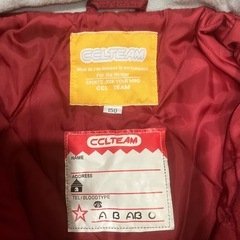 CCLTEAM
CCL TEAM
150
CCLTEAM
NAME
ADDRESS
TEL/BLOODTYPE
A B AB O